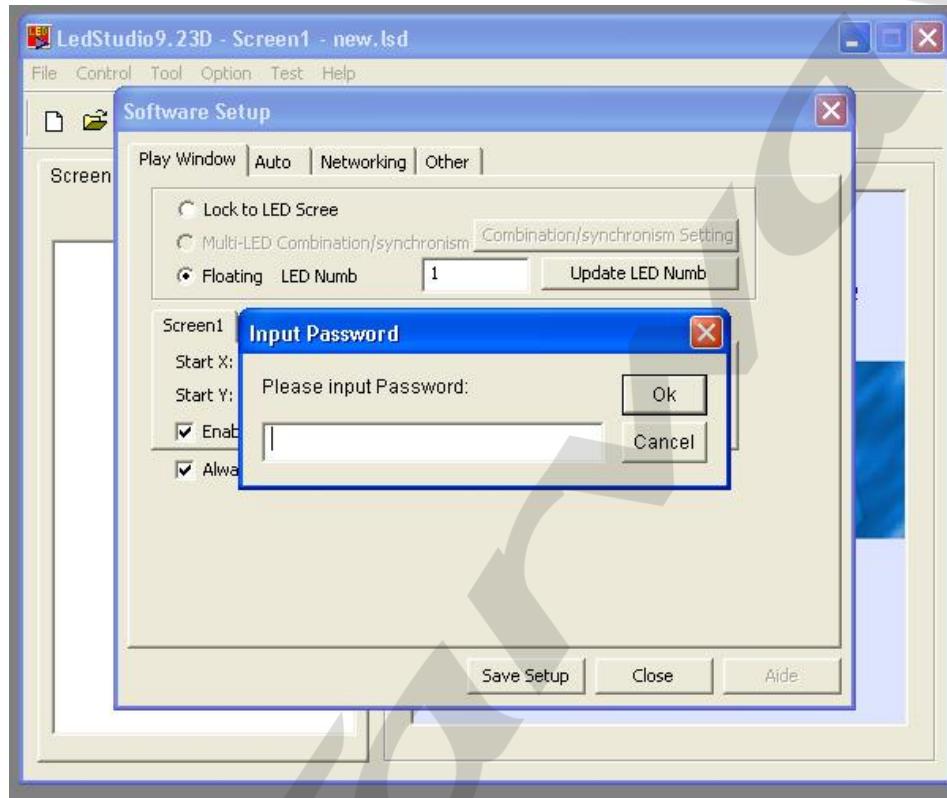 LedStudio9.23D - Screen1 - new.lsd
File Control Tool Option Test Help
Software Setup
Screen
Play Window Auto Networking Other
Lock to LED Scree
Multi-LED Combination/synchronism Combination/synchronism Setting
Floating LED Numb 1 Update LED Numb
Screen1
Input Password
Start X:
Please input Password:
Ok
Start Y:
Enab
Cancel
Alwa
Save Setup Close Aide